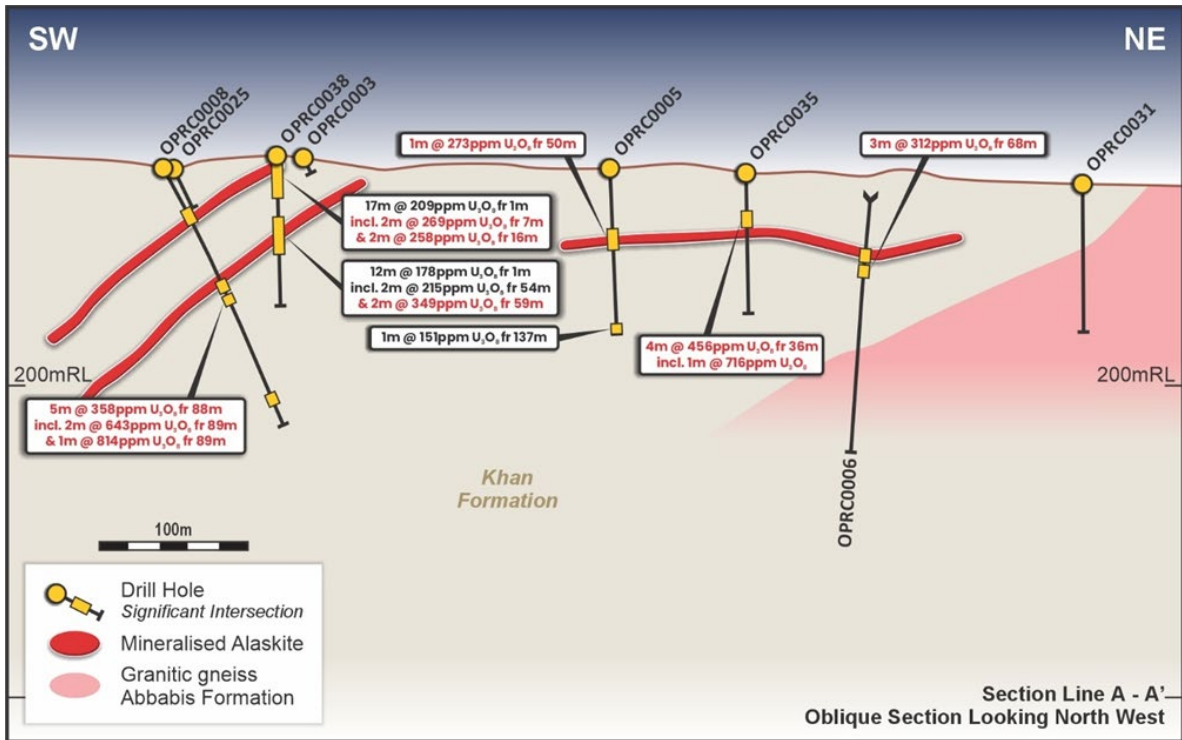 SW
NE
OPRC0008
OPRC0025
OPRC0038
OPRC0003
OPRC0005
OPRC0035
OPRC0031
1m @ 273ppm U₃O₈ fr 50m
3m @ 312ppm U₃O₈ fr 68m
17m @ 209ppm U₃O₈ fr 1m
incl. 2m @ 269ppm U₃O₈ fr 7m
& 2m @ 258ppm U₃O₈ fr 16m
12m @ 178ppm U₃O₈ fr 1m
incl. 2m @ 215ppm U₃O₈ fr 54m
& 2m @ 349ppm U₃O₈ fr 59m
1m @ 151ppm U₃O₈ fr 137m
4m @ 456ppm U₃O₈ fr 36m
incl. 1m @ 716ppm U₃O₈
200mRL
200mRL
5m @ 358ppm U₃O₈ fr 88m
incl. 2m @ 643ppm U₃O₈ fr 89m
& 1m @ 814ppm U₃O₈ fr 89m
OPRC0006
Khan
Formation
100m
Drill Hole
Significant Intersection
Mineralised Alaskite
Granitic gneiss
Abbabis Formation
Section Line A - A'
Oblique Section Looking North West